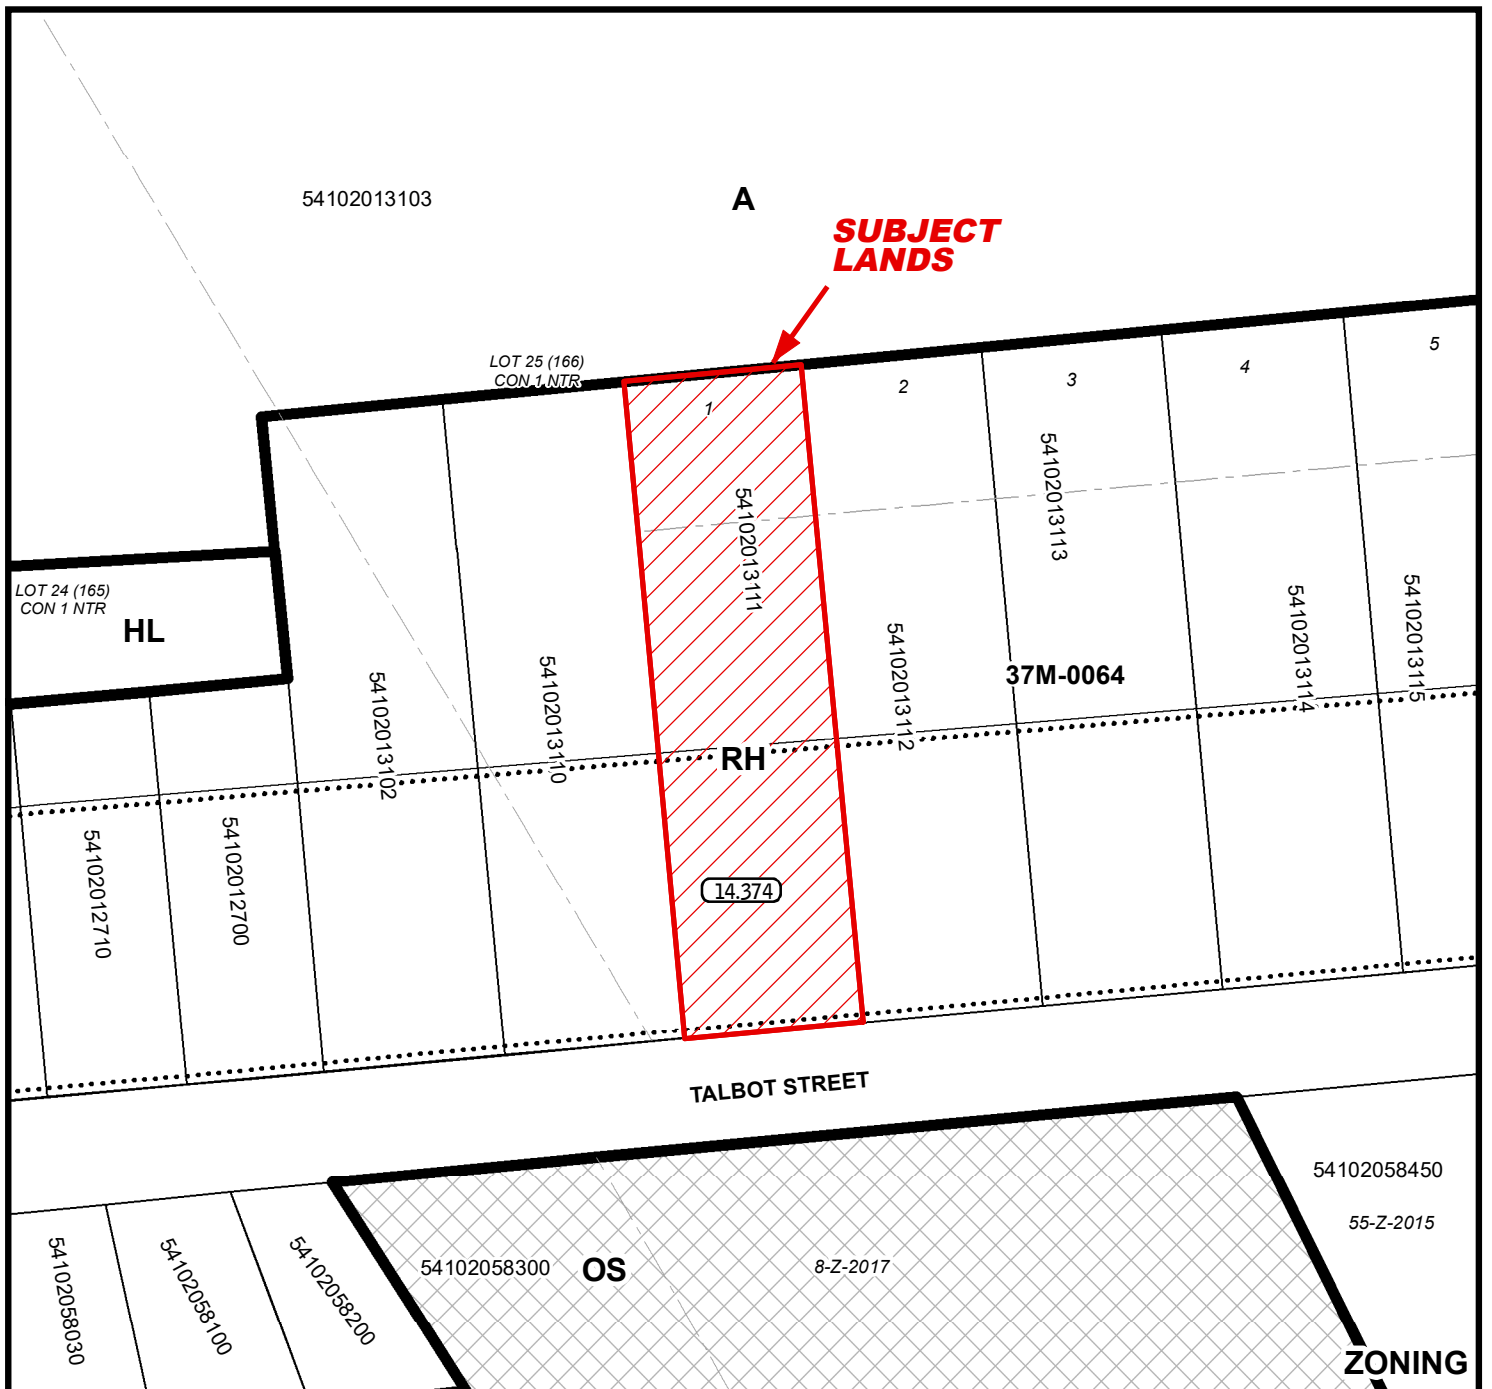 54102013103
A
SUBJECT
LANDS
LOT 25 (166)
CON 1 NTR
1
2
3
4
5
LOT 24 (165)
CON 1 NTR
HL
54102013111
54102013113
54102013112
37M-0064
54102013114
54102013115
54102013102
54102013110
RH
54102012710
54102012700
14.374
TALBOT STREET
54102058450
55-Z-2015
54102058030
54102058100
54102058200
54102058300
OS
8-Z-2017
ZONING